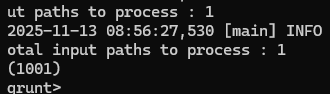 ut paths to process : 1
2025-11-13 08:56:27,530 [main] INFO
otal input paths to process : 1
(1001)
grunt>